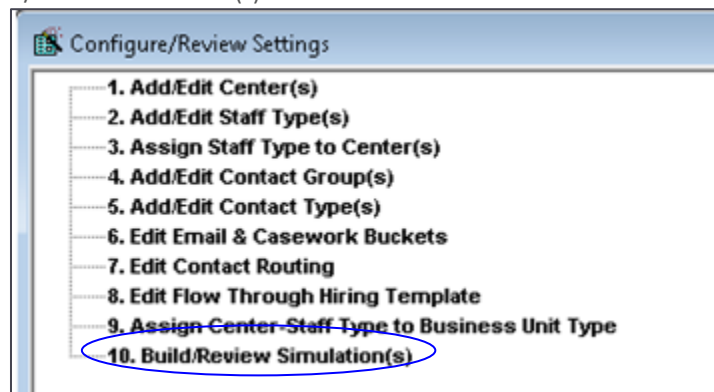 Configure/Review Settings
1. Add/Edit Center(s)
2. Add/Edit Staff Type(s)
3. Assign Staff Type to Center(s)
4. Add/Edit Contact Group(s)
5. Add/Edit Contact Type(s)
6. Edit Email & Casework Buckets
7. Edit Contact Routing
8. Edit Flow Through Hiring Template
9. Assign Center-Staff Type to Business Unit Type
10. Build/Review Simulation(s)